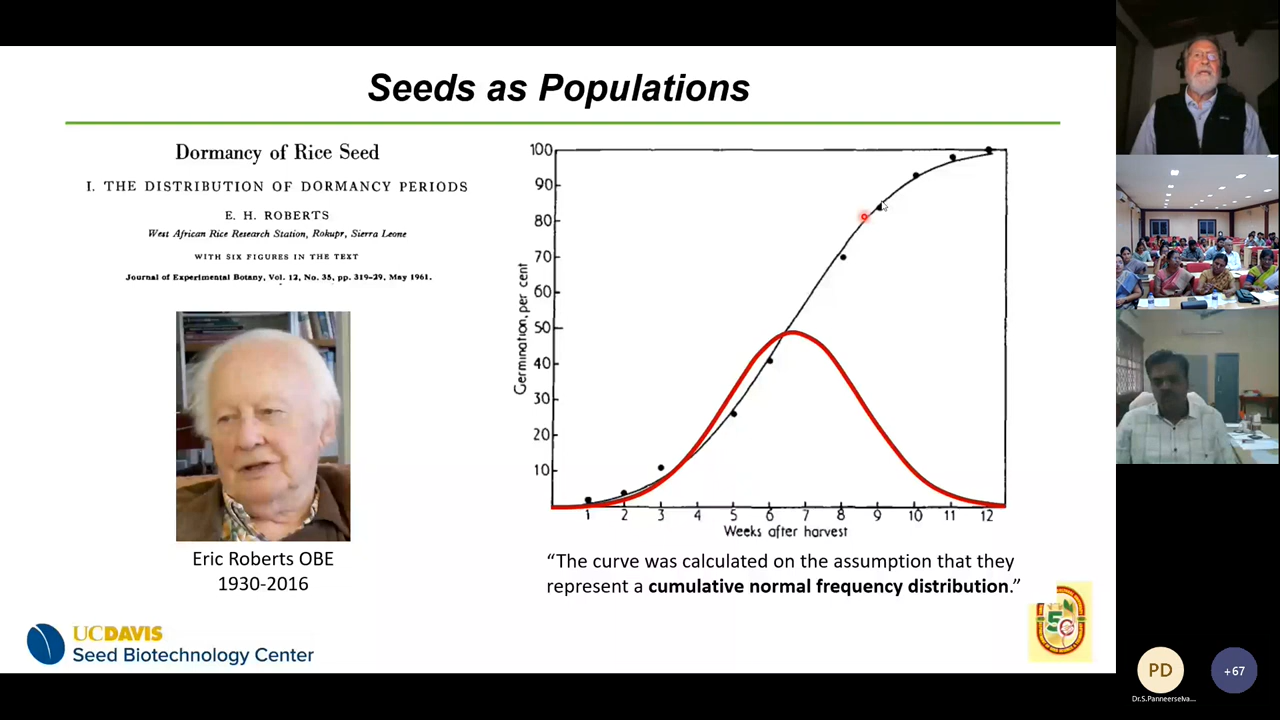 Seeds as Populations
Dormancy of Rice Seed
I. THE DISTRIBUTION OF DORMANCY PERIODS
E. H. ROBERTS
West African Rice Research Station, Rokupr, Sierra Leone
WITH SIX FIGURES IN THE TEXT
Journal of Experimental Botany, Vol. 12, No. 35, pp. 319–29, May 1961.
Eric Roberts OBE
1930-2016
Germination, per cent
100
90
80
70
60
50
40
30
20
10
1 2 3 4 5 6 7 8 9 10 11 12
Weeks after harvest
“The curve was calculated on the assumption that they
represent a cumulative normal frequency distribution.”
UCDAVIS
Seed Biotechnology Center
PD
+67
Dr.S.Panneerselva...